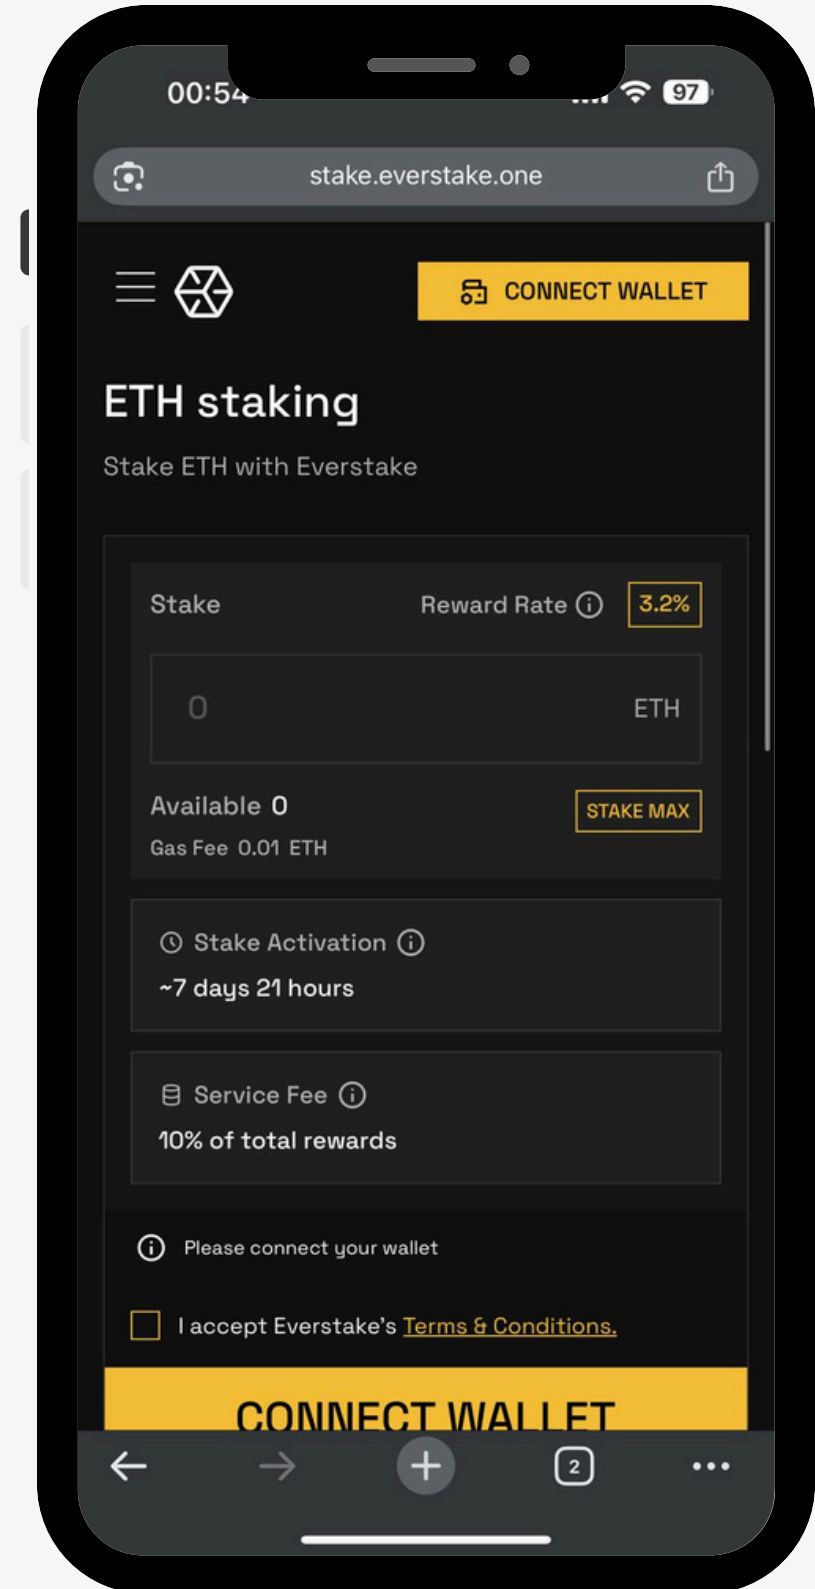 00:54
97
stake.everstake.one
CONNECT WALLET
ETH staking
Stake ETH with Everstake
Stake
Reward Rate
3.2%
0
ETH
Available 0
STAKE MAX
Gas Fee 0.01 ETH
Stake Activation
~7 days 21 hours
Service Fee
10% of total rewards
Please connect your wallet
I accept Everstake's Terms & Conditions.
CONNECT WALLET
2